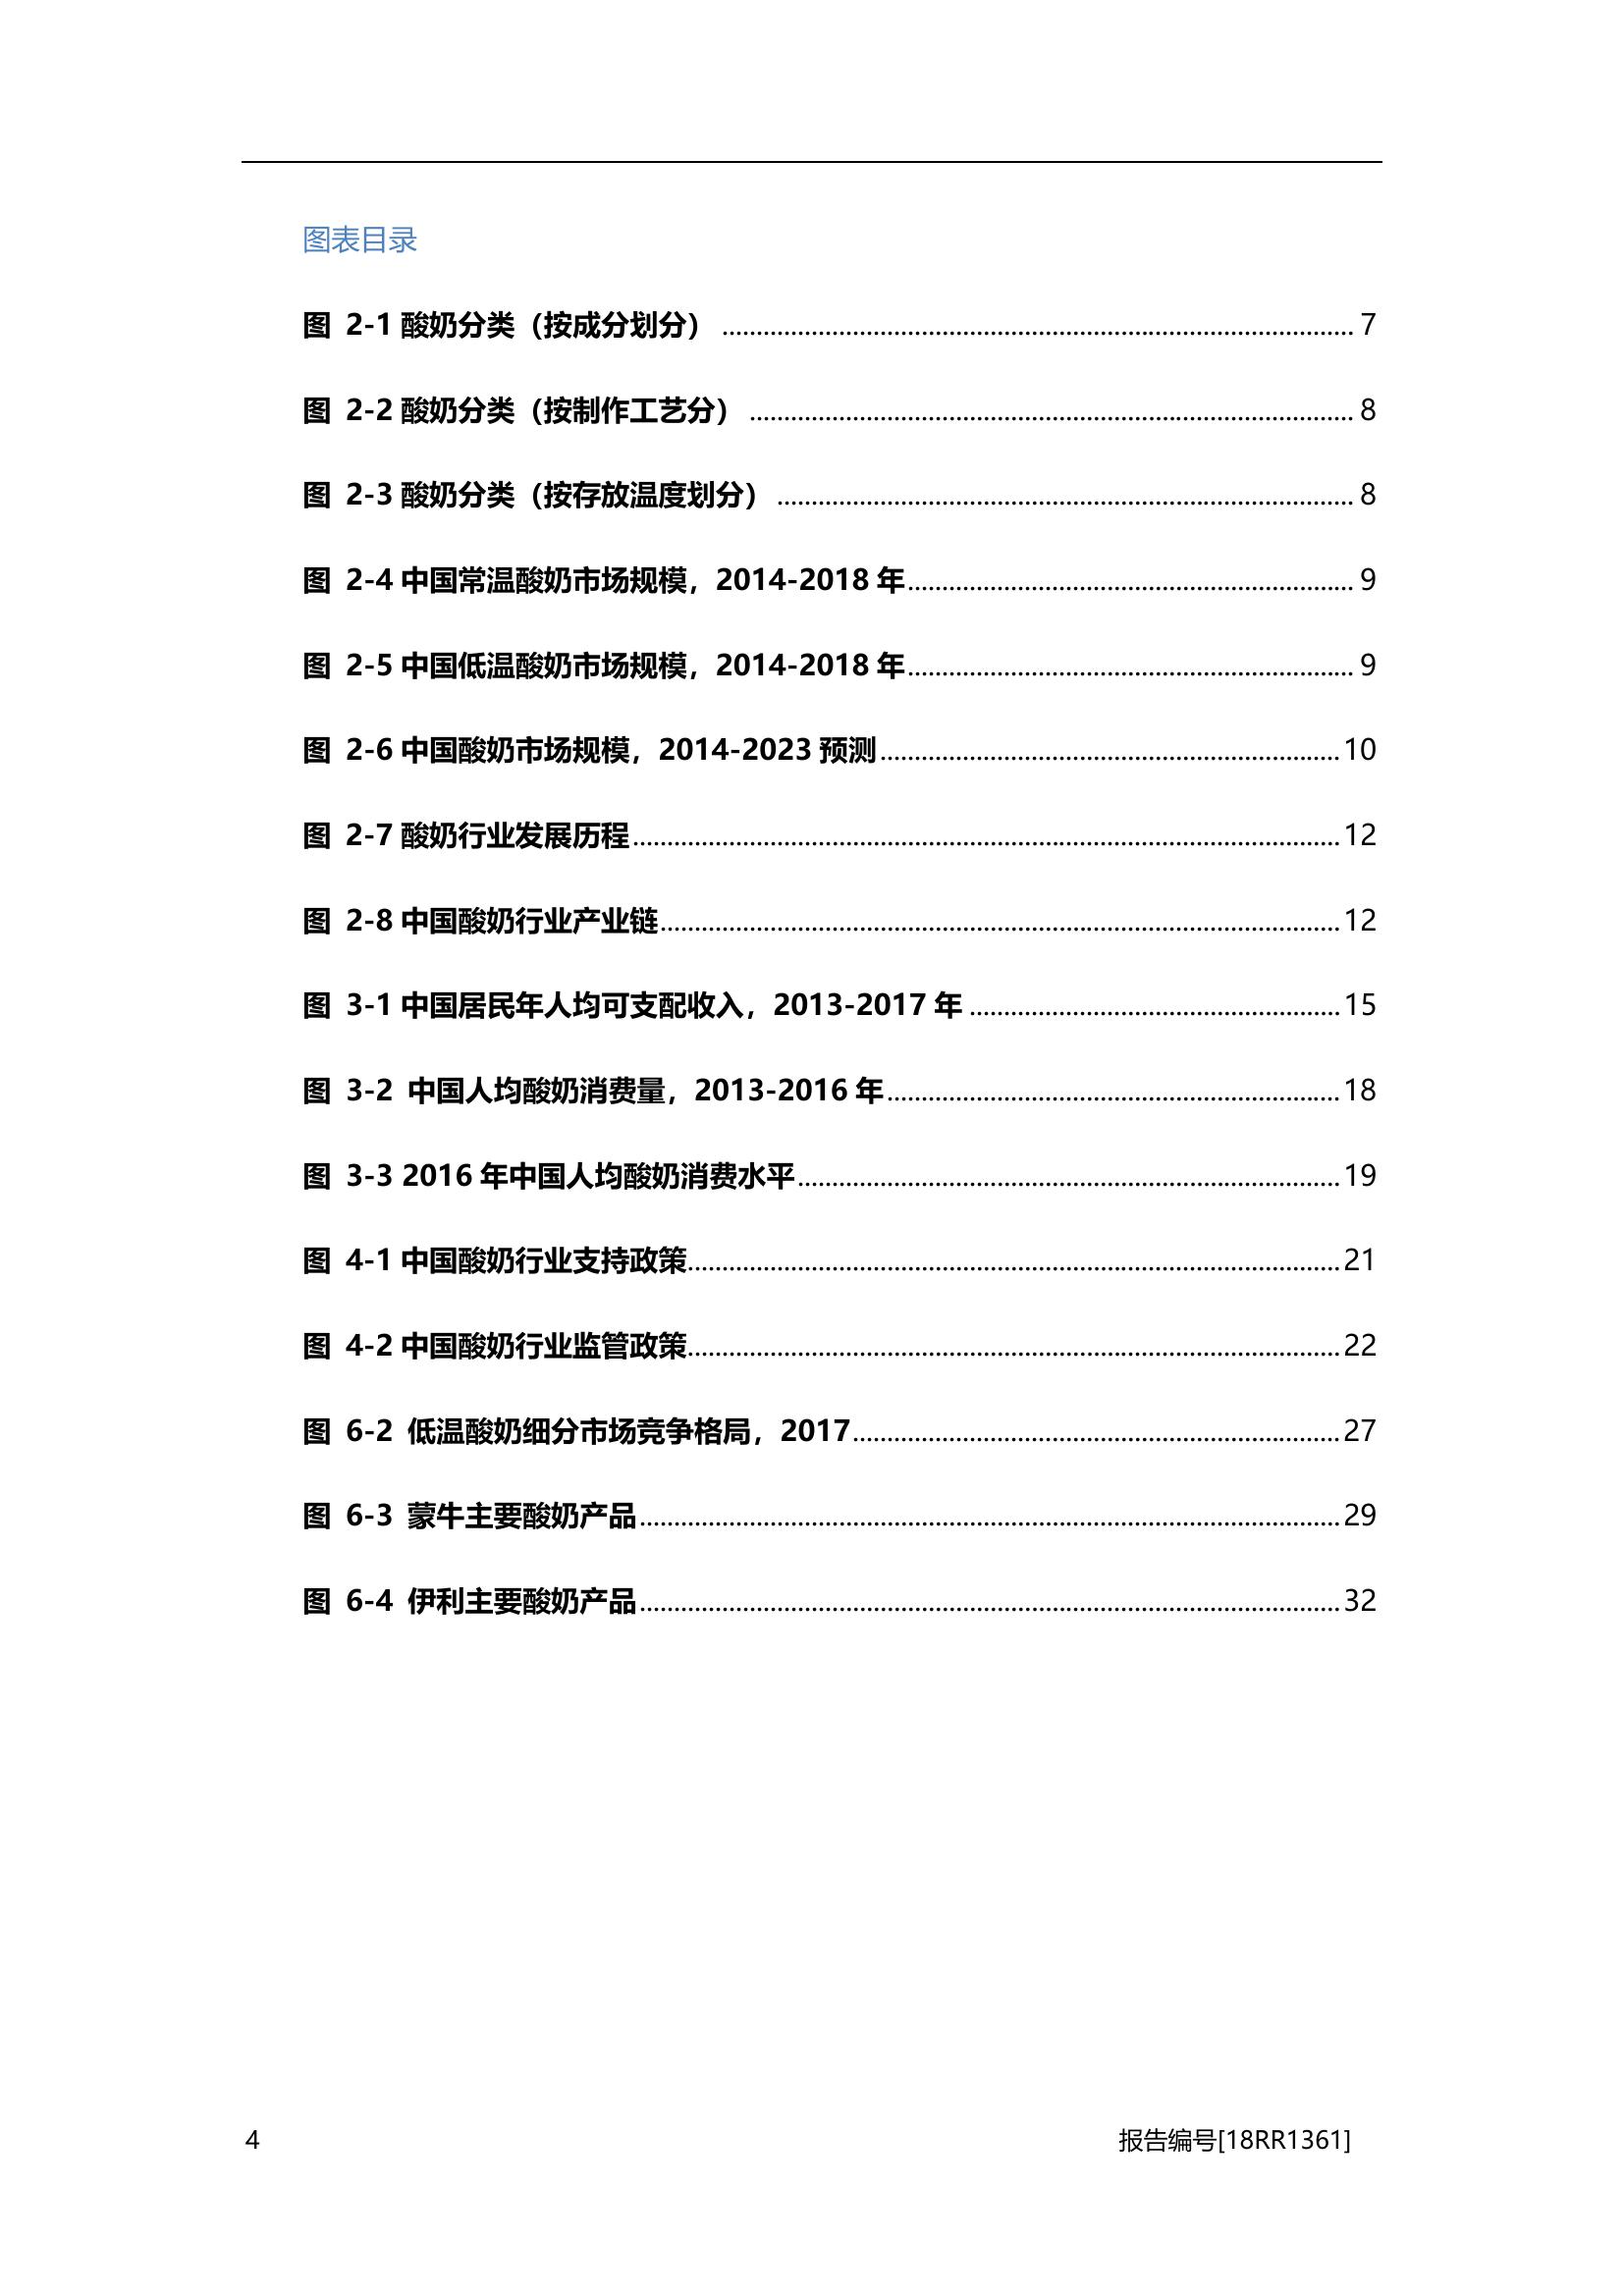 图表目录
图 2-1 酸奶分类（按成分划分） ........ 7
图 2-2 酸奶分类（按制作工艺分） ........ 8
图 2-3 酸奶分类（按存放温度划分） ........ 8
图 2-4 中国常温酸奶市场规模，2014-2018 年 ........ 9
图 2-5 中国低温酸奶市场规模，2014-2018 年 ........ 9
图 2-6 中国酸奶市场规模，2014-2023 预测 ........ 10
图 2-7 酸奶行业发展历程 ........ 12
图 2-8 中国酸奶行业产业链 ........ 12
图 3-1 中国居民年人均可支配收入，2013-2017 年 ........ 15
图 3-2 中国人均酸奶消费量，2013-2016 年 ........ 18
图 3-3 2016 年中国人均酸奶消费水平 ........ 19
图 4-1 中国酸奶行业支持政策 ........ 21
图 4-2 中国酸奶行业监管政策 ........ 22
图 6-2 低温酸奶细分市场竞争格局，2017 ........ 27
图 6-3 蒙牛主要酸奶产品 ........ 29
图 6-4 伊利主要酸奶产品 ........ 32
4 报告编号[18RR1361]